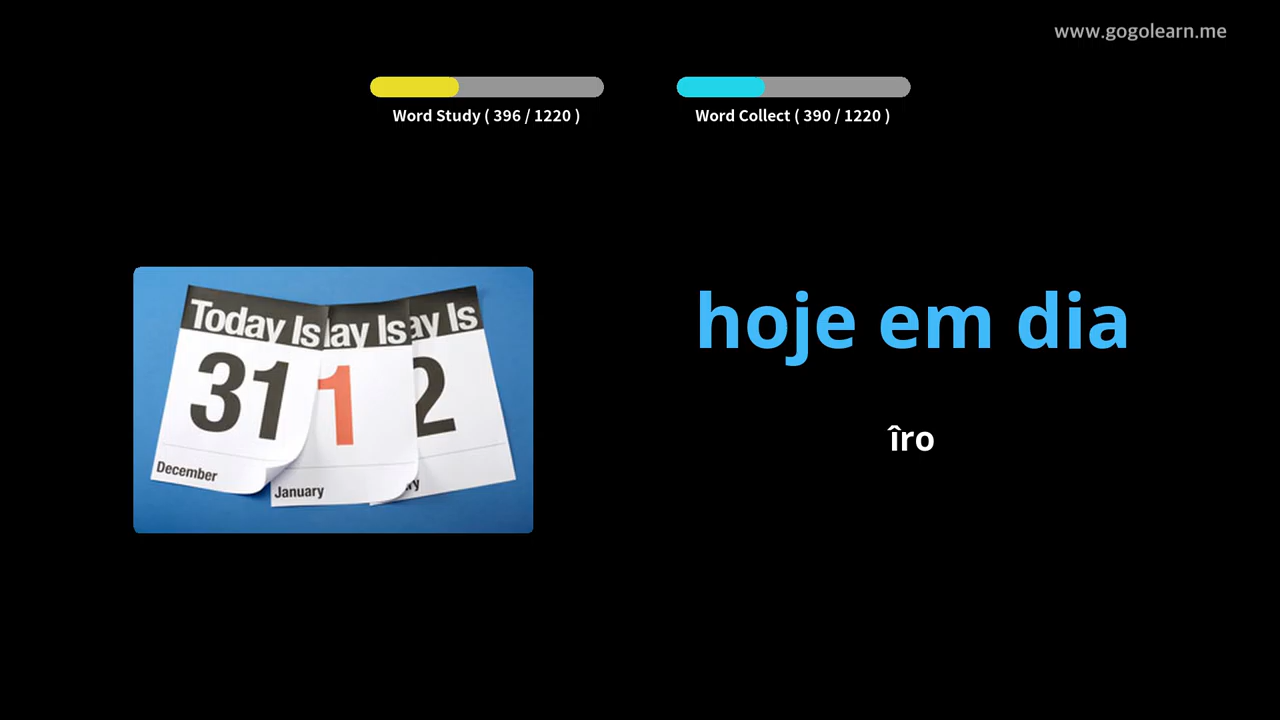 www.gogolearn.me
Word Study ( 396 / 1220 )
Word Collect ( 390 / 1220 )
Today Is
ay Is
ay Is
31
1
2
December
January
ry
hoje em dia
îro